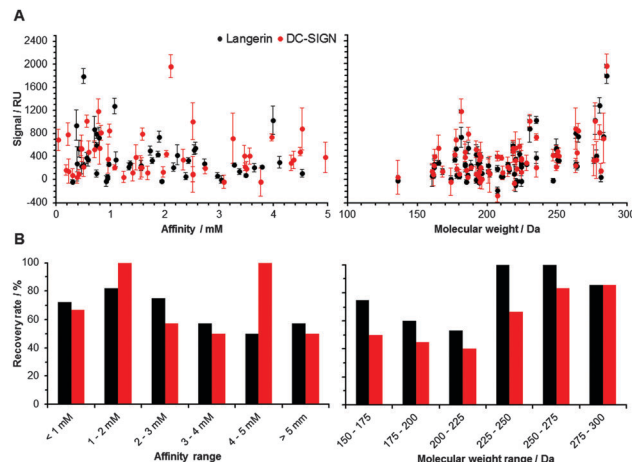 A
Langerin DC-SIGN
Signal / RU
2400
2000
1600
1200
800
400
0
-400
0 1 2 3 4 5
Affinity / mM
100 150 200 250 300
Molecular weight / Da
B
Recovery rate / %
100
80
60
40
20
0
< 1 mM
1 - 2 mM
2 - 3 mM
3 - 4 mM
4 - 5 mM
> 5 mm
Affinity range
150 - 175
175 - 200
200 - 225
225 - 250
250 - 275
275 - 300
Molecular weight range / Da